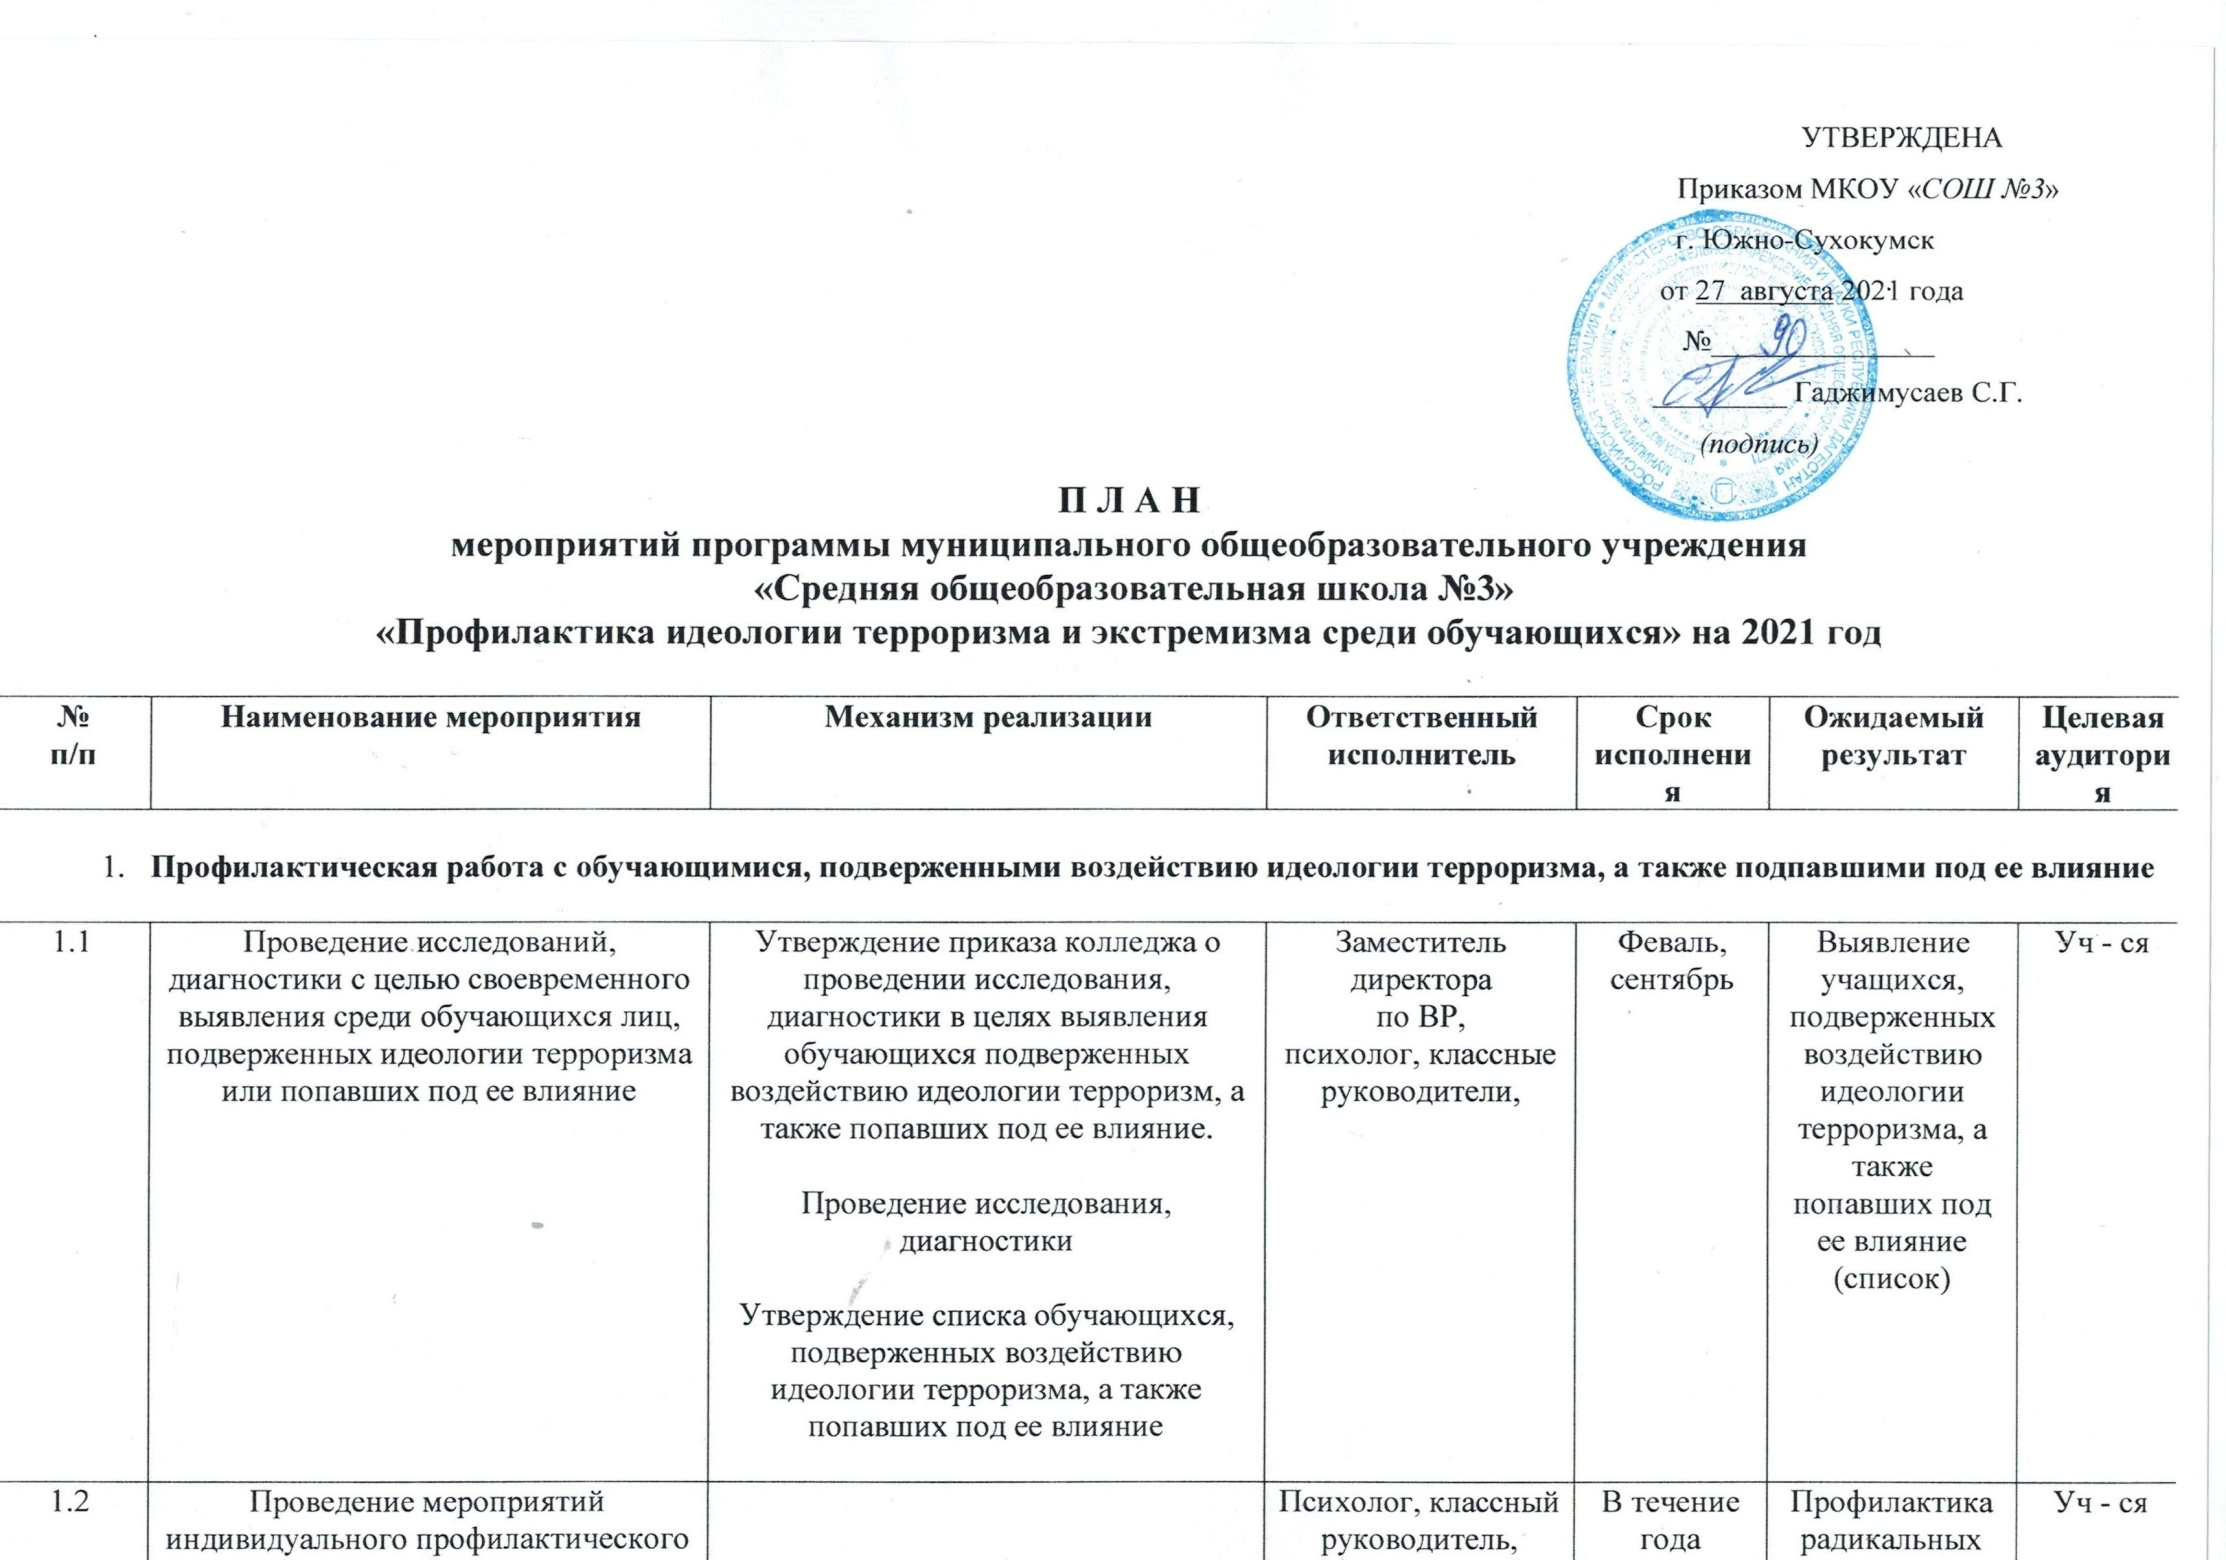 УТВЕРЖДЕНА
Приказом МКОУ «СОШ №3»
г. Южно-Сухокумск
от 27 августа 2021 года
№ 90
Гаджимусаев С.Г.
(подпись)
П Л А Н
мероприятий программы муниципального общеобразовательного учреждения
«Средняя общеобразовательная школа №3»
«Профилактика идеологии терроризма и экстремизма среди обучающихся» на 2021 год
№
п/п
Наименование мероприятия
Механизм реализации
Ответственный
исполнитель
Срок
исполнени
я
Ожидаемый
результат
Целевая
аудитори
я
1. Профилактическая работа с обучающимися, подверженными воздействию идеологии терроризма, а также подпавшими под ее влияние
1.1
Проведение исследований,
диагностики с целью своевременного
выявления среди обучающихся лиц,
подверженных идеологии терроризма
или попавших под ее влияние
Утверждение приказа колледжа о
проведении исследования,
диагностики в целях выявления
обучающихся подверженных
воздействию идеологии терроризм, а
также попавших под ее влияние.
Проведение исследования,
диагностики
Утверждение списка обучающихся,
подверженных воздействию
идеологии терроризма, а также
попавших под ее влияние
Заместитель
директора
по ВР,
психолог, классные
руководители,
Феваль,
сентябрь
Выявление
учащихся,
подверженных
воздействию
идеологии
терроризма, а
также
попавших под
ее влияние
(список)
Уч - ся
1.2
Проведение мероприятий
индивидуального профилактического
Психолог, классный
руководитель,
В течение
года
Профилактика
радикальных
Уч - ся